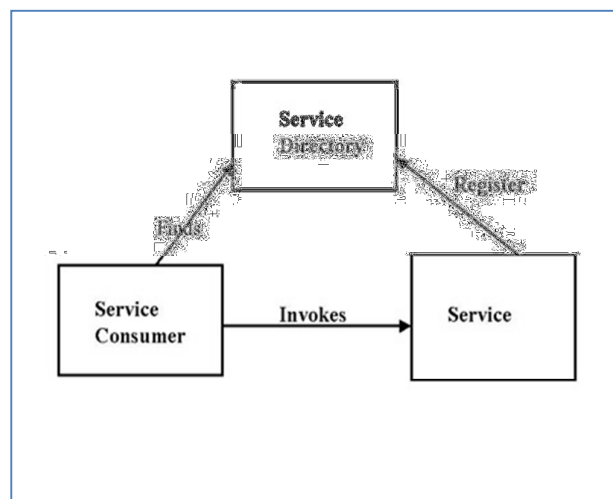 Service
Directory
Register
Finds
Service
Consumer
Invokes
Service